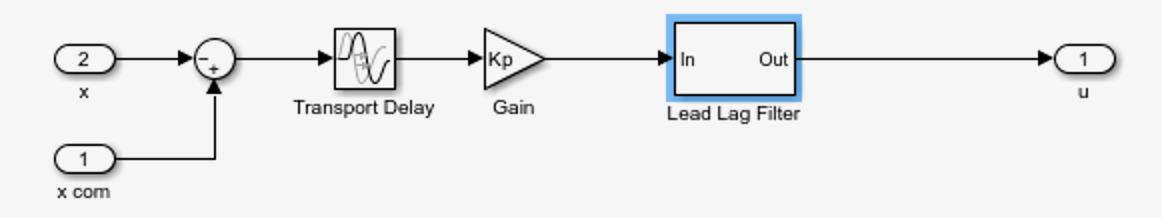 2
x
−
+
Transport Delay
Kp
Gain
In Out
Lead Lag Filter
1
u
1
x com